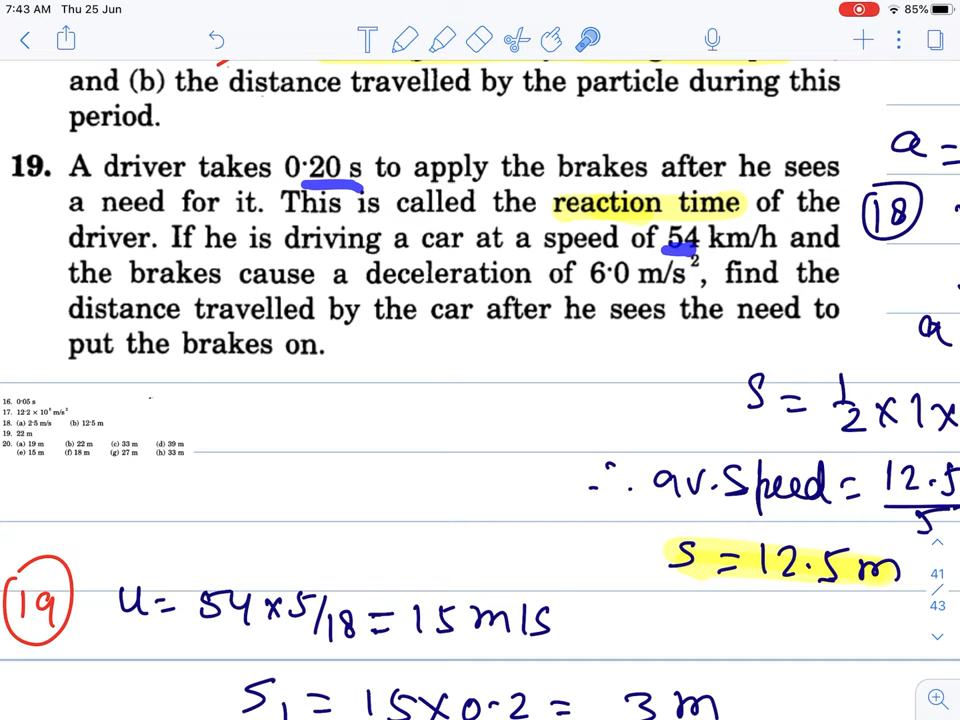 7:43 AM Thu 25 Jun
85%
and (b) the distance travelled by the particle during this
period.
19. A driver takes 0·20 s to apply the brakes after he sees
a need for it. This is called the reaction time of the
driver. If he is driving a car at a speed of 54 km/h and
the brakes cause a deceleration of 6·0 m/s², find the
distance travelled by the car after he sees the need to
put the brakes on.
a =
18
a
16. 0·05 s
17. 12·2 × 10⁵ m/s²
18. (a) 2·5 m/s (b) 12·5 m
19. 22 m
20. (a) 19 m (b) 22 m (c) 33 m (d) 39 m
(e) 15 m (f) 18 m (g) 27 m (h) 33 m
S = 1/2 × 1 ×
∴ av. Speed = 12.5/5
S = 12.5 m
41
/
43
19 u = 54 × 5/18 = 15 m/s
S₁ = 15 × 0.2 = 3 m